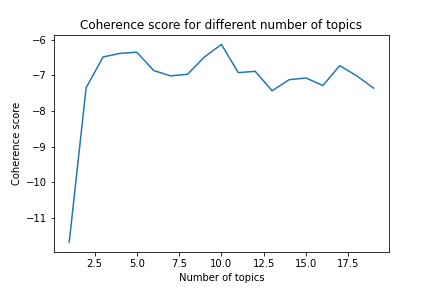 Coherence score for different number of topics
−6
−7
−8
−9
−10
−11
Coherence score
2.5 5.0 7.5 10.0 12.5 15.0 17.5
Number of topics